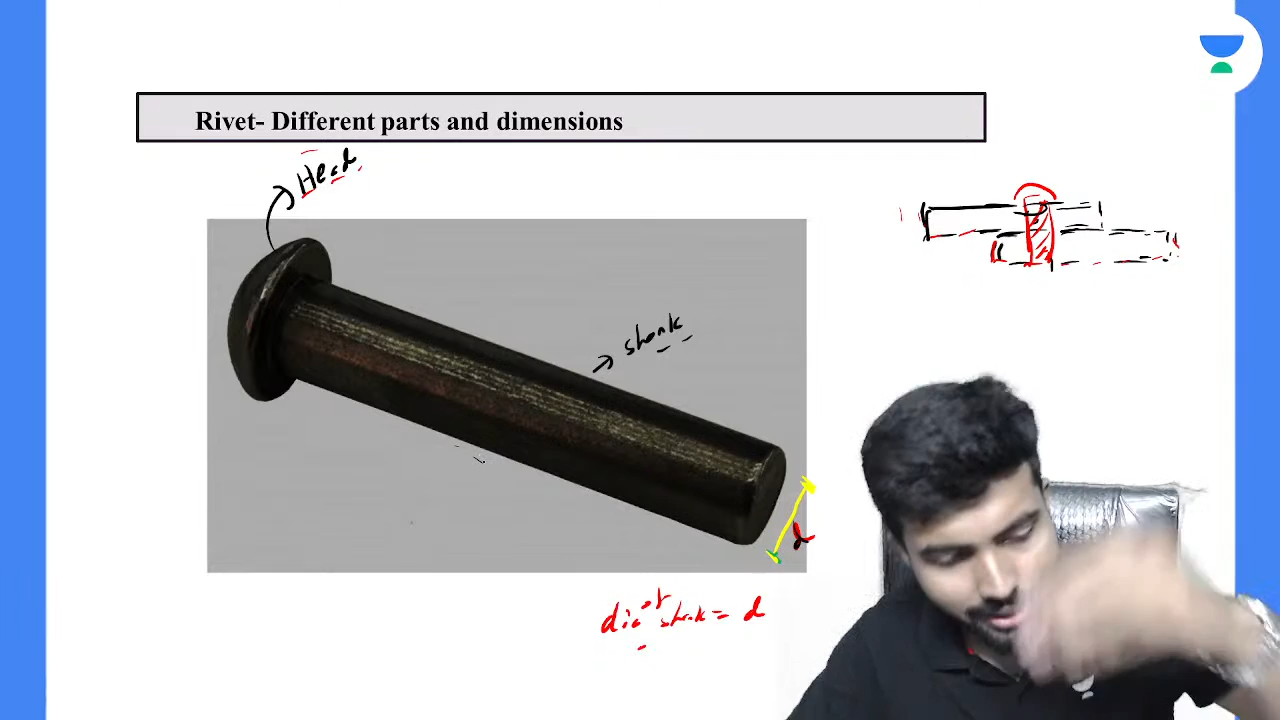 Rivet- Different parts and dimensions
Head
shank
d
dia of shank = d